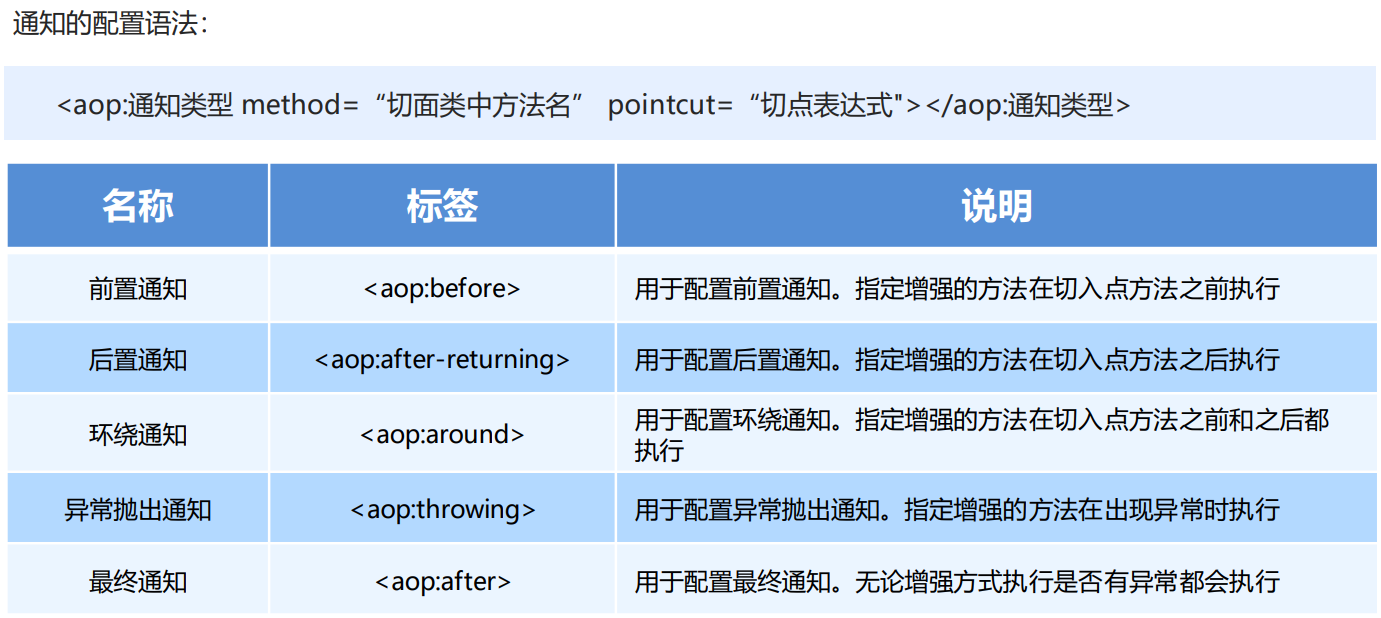 通知的配置语法：
<aop:通知类型 method=“切面类中方法名” pointcut=“切点表达式"></aop:通知类型>
名称 标签 说明
前置通知 <aop:before> 用于配置前置通知。指定增强的方法在切入点方法之前执行
后置通知 <aop:after-returning> 用于配置后置通知。指定增强的方法在切入点方法之后执行
环绕通知 <aop:around> 用于配置环绕通知。指定增强的方法在切入点方法之前和之后都
执行
异常抛出通知 <aop:throwing> 用于配置异常抛出通知。指定增强的方法在出现异常时执行
最终通知 <aop:after> 用于配置最终通知。无论增强方式执行是否有异常都会执行